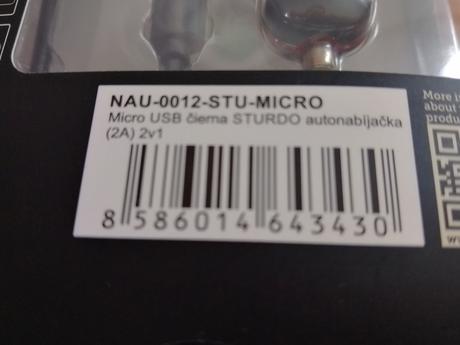 NAU-0012-STU-MICRO
Micro USB čierna STURDO autonabíjačka
(2A) 2v1
8 586014 643430
More i
about
produ
w